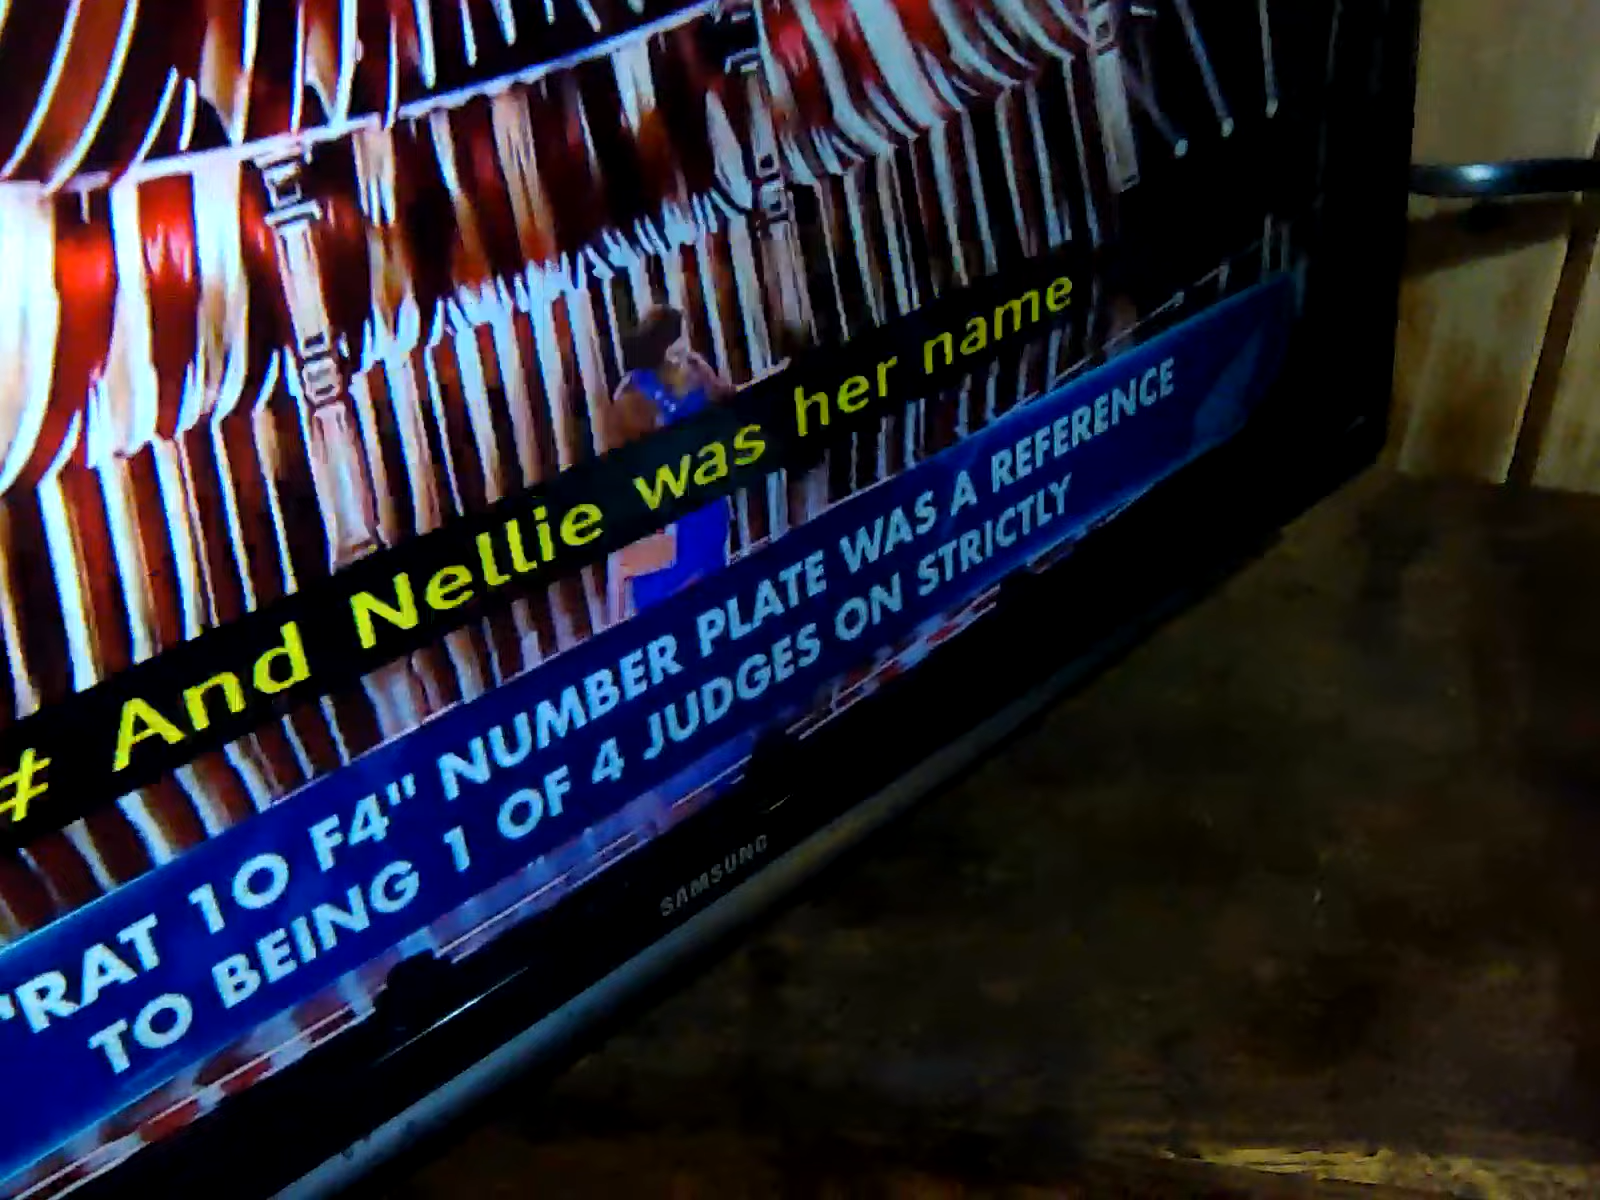 # And Nellie was her name
"RAT 10 F4" NUMBER PLATE WAS A REFERENCE
TO BEING 1 OF 4 JUDGES ON STRICTLY
SAMSUNG